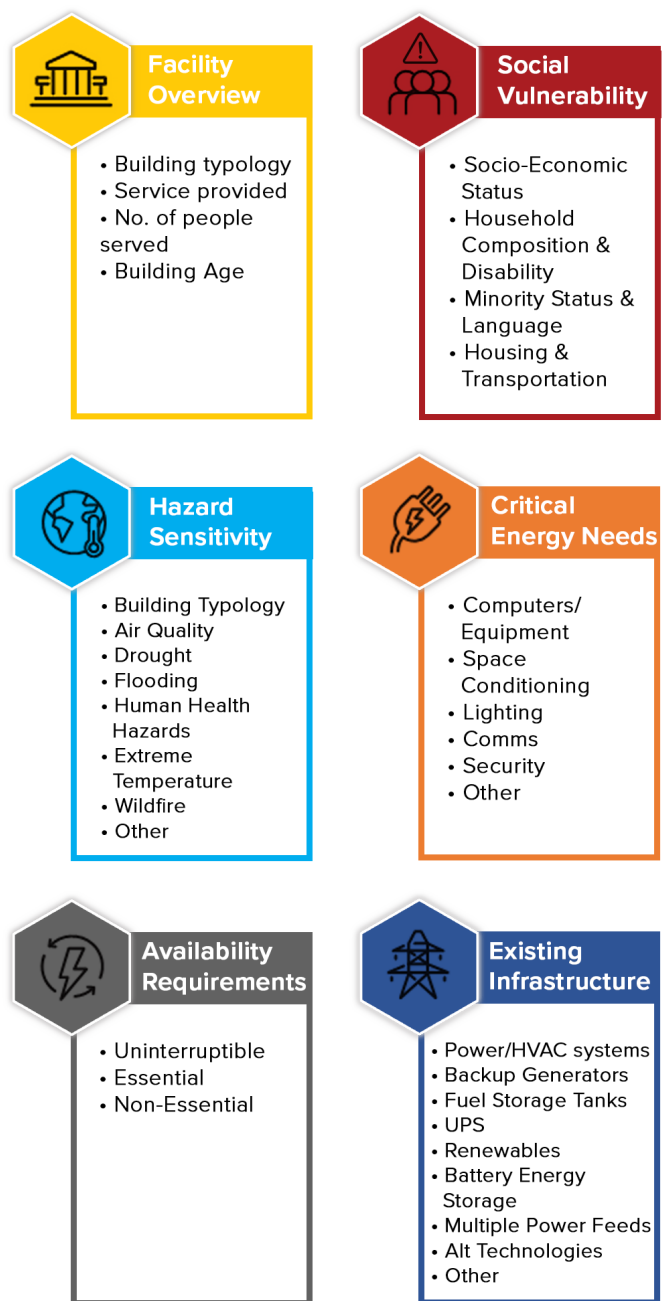 Facility
Overview
• Building typology
• Service provided
• No. of people
served
• Building Age
Social
Vulnerability
• Socio-Economic
Status
• Household
Composition &
Disability
• Minority Status &
Language
• Housing &
Transportation
Hazard
Sensitivity
• Building Typology
• Air Quality
• Drought
• Flooding
• Human Health
Hazards
• Extreme
Temperature
• Wildfire
• Other
Critical
Energy Needs
• Computers/
Equipment
• Space
Conditioning
• Lighting
• Comms
• Security
• Other
Availability
Requirements
• Uninterruptible
• Essential
• Non-Essential
Existing
Infrastructure
• Power/HVAC systems
• Backup Generators
• Fuel Storage Tanks
• UPS
• Renewables
• Battery Energy
Storage
• Multiple Power Feeds
• Alt Technologies
• Other